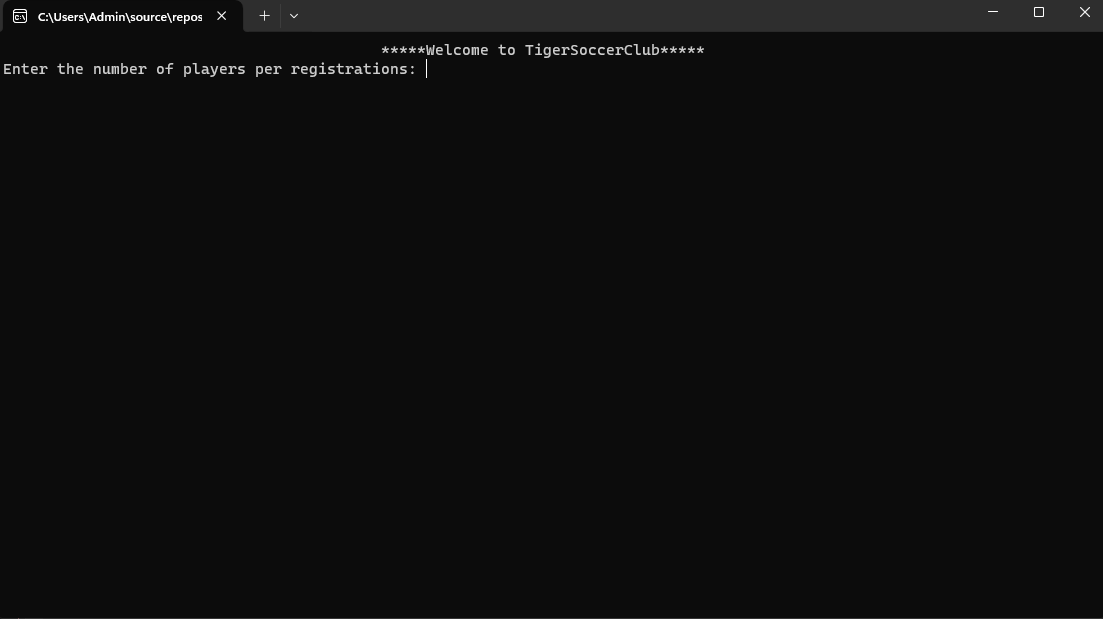 C:\Users\Admin\source\repos
*****Welcome to TigerSoccerClub*****
Enter the number of players per registrations: